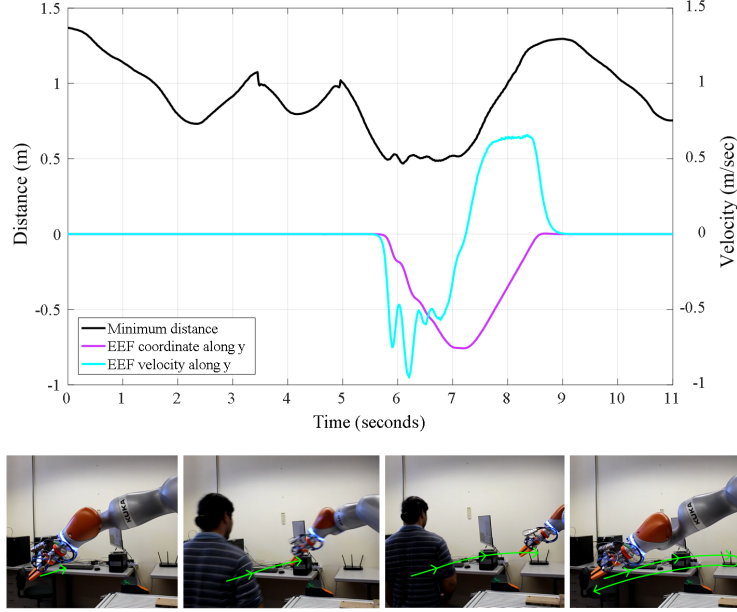 1.5
1
0.5
0
-0.5
-1
Distance (m)
1.5
1
0.5
0
-0.5
-1
Velocity (m/sec)
Minimum distance
EEF coordinate along y
EEF velocity along y
0 1 2 3 4 5 6 7 8 9 10 11
Time (seconds)
KUKA
KUKA
KUKA